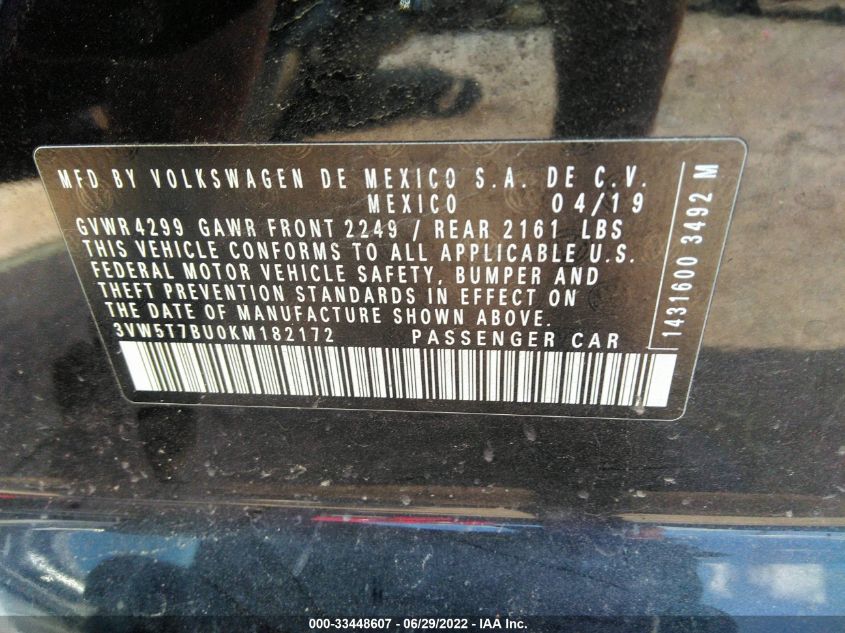 MFD BY VOLKSWAGEN DE MEXICO S.A. DE C.V.
MEXICO 04/19
GVWR 4299 GAWR FRONT 2249 / REAR 2161 LBS
THIS VEHICLE CONFORMS TO ALL APPLICABLE U.S.
FEDERAL MOTOR VEHICLE SAFETY, BUMPER AND
THEFT PREVENTION STANDARDS IN EFFECT ON
THE DATE OF MANUFACTURE SHOWN ABOVE.
3VW5T7BU0KM182172 PASSENGER CAR
1431600 3492 M
000-33448607 - 06/29/2022 - IAA Inc.